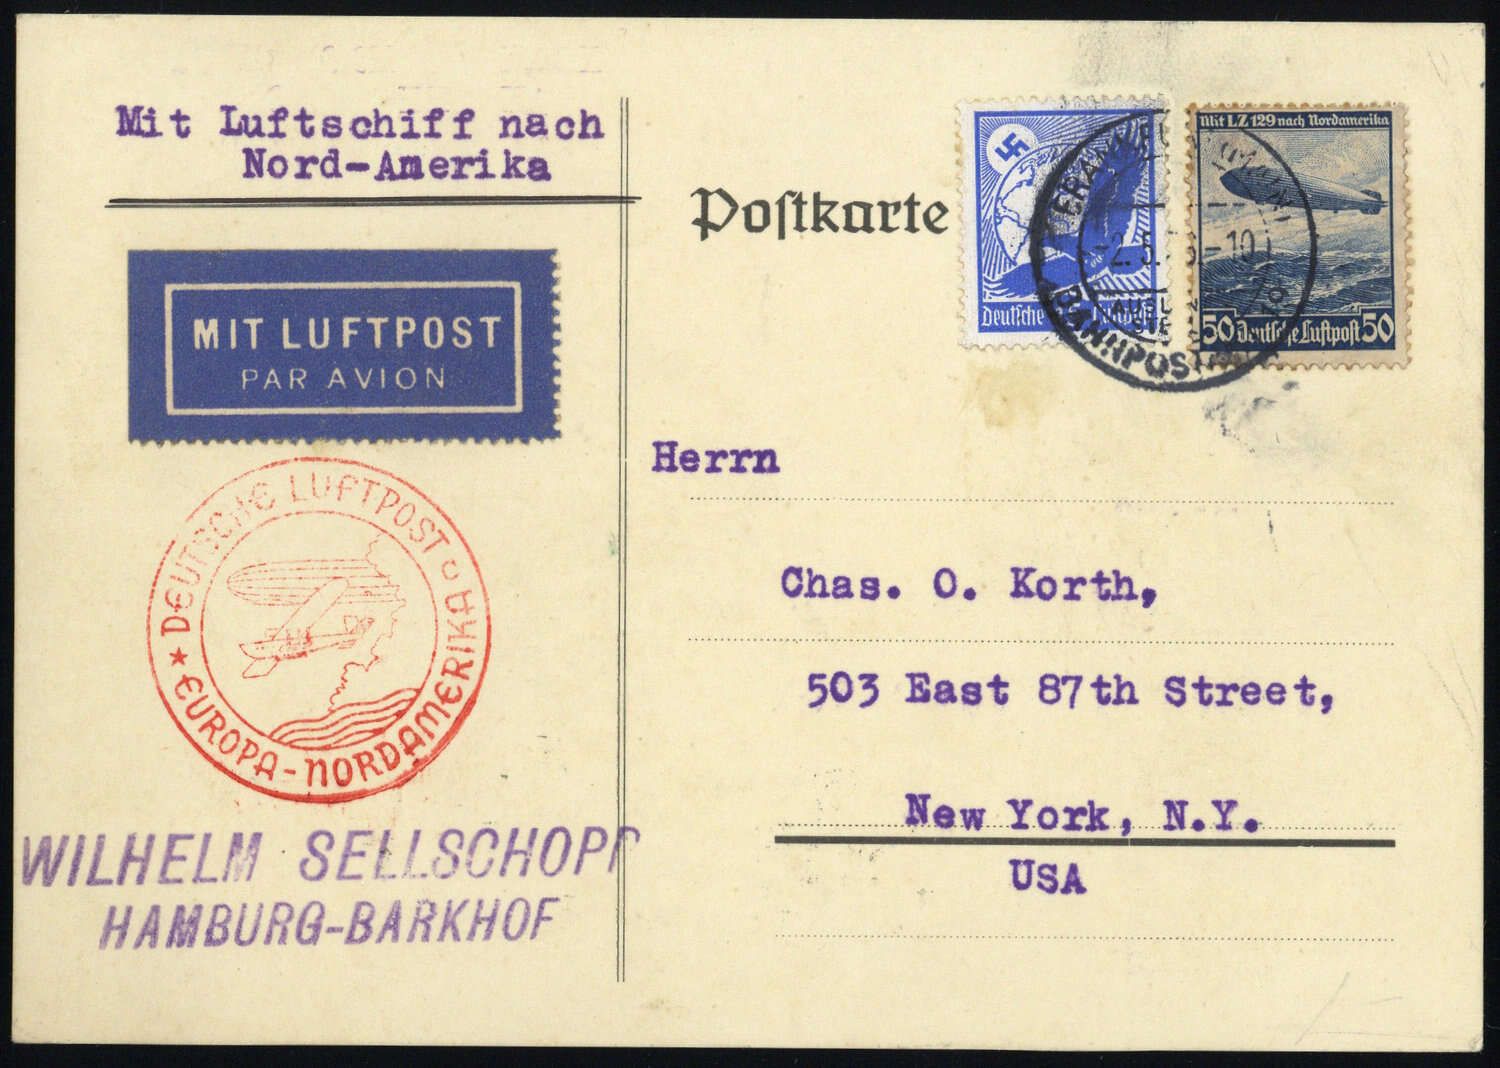 Mit Luftschiff nach
Nord-Amerika
MIT LUFTPOST
PAR AVION
DEUTSCHE LUFTPOST
EUROPA-NORDAMERIKA
WILHELM SELLSCHOPP
HAMBURG-BARKHOF
Postkarte
Deutsche
Mit LZ 129 nach Nordamerika
50 Deutsche Luftpost 50
BAHNPOST
Herrn
Chas. O. Korth,
503 East 87th Street,
New York, N.Y.
USA